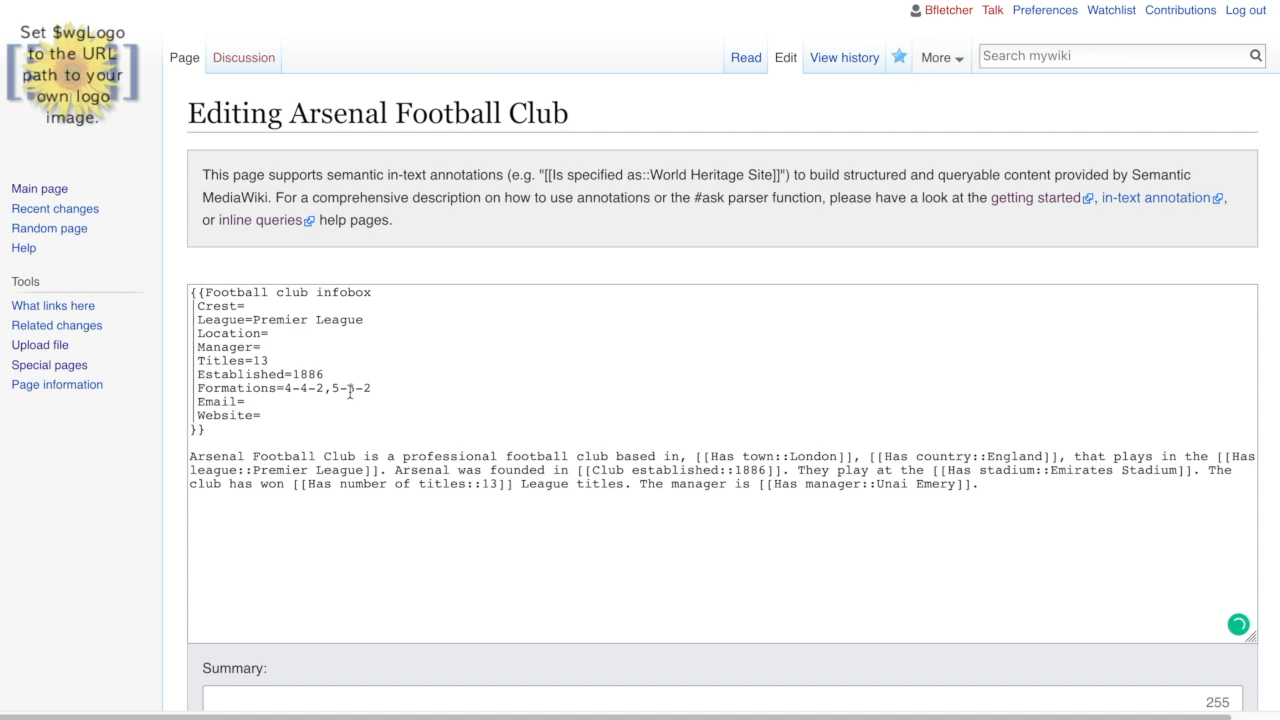 Bfletcher Talk Preferences Watchlist Contributions Log out
Set $wgLogo
to the URL
path to your
own logo
image.
Page Discussion Read Edit View history More Search mywiki
Editing Arsenal Football Club
This page supports semantic in-text annotations (e.g. "[[Is specified as::World Heritage Site]]") to build structured and queryable content provided by Semantic
MediaWiki. For a comprehensive description on how to use annotations or the #ask parser function, please have a look at the getting started, in-text annotation,
or inline queries help pages.
Main page
Recent changes
Random page
Help
Tools
What links here
Related changes
Upload file
Special pages
Page information
{{Football club infobox
|Crest=
|League=Premier League
|Location=
|Manager=
|Titles=13
|Established=1886
|Formations=4-4-2,5-3-2
|Email=
|Website=
}}
Arsenal Football Club is a professional football club based in, [[Has town::London]], [[Has country::England]], that plays in the [[Has
league::Premier League]]. Arsenal was founded in [[Club established::1886]]. They play at the [[Has stadium::Emirates Stadium]]. The
club has won [[Has number of titles::13]] League titles. The manager is [[Has manager::Unai Emery]].
Summary:
255